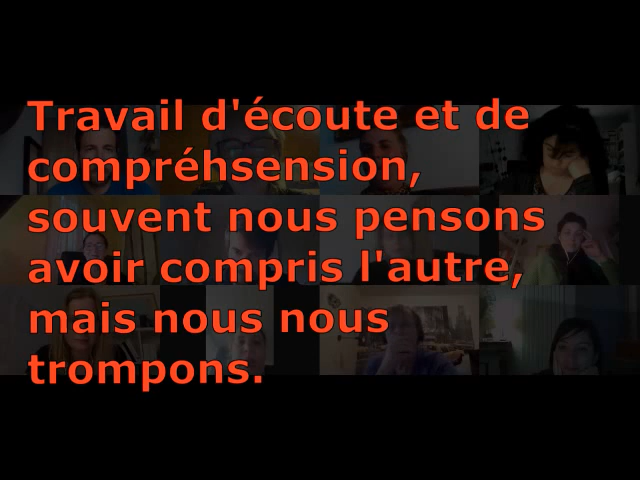 Travail d'écoute et de
compréhsension,
souvent nous pensons
avoir compris l'autre,
mais nous nous
trompons.